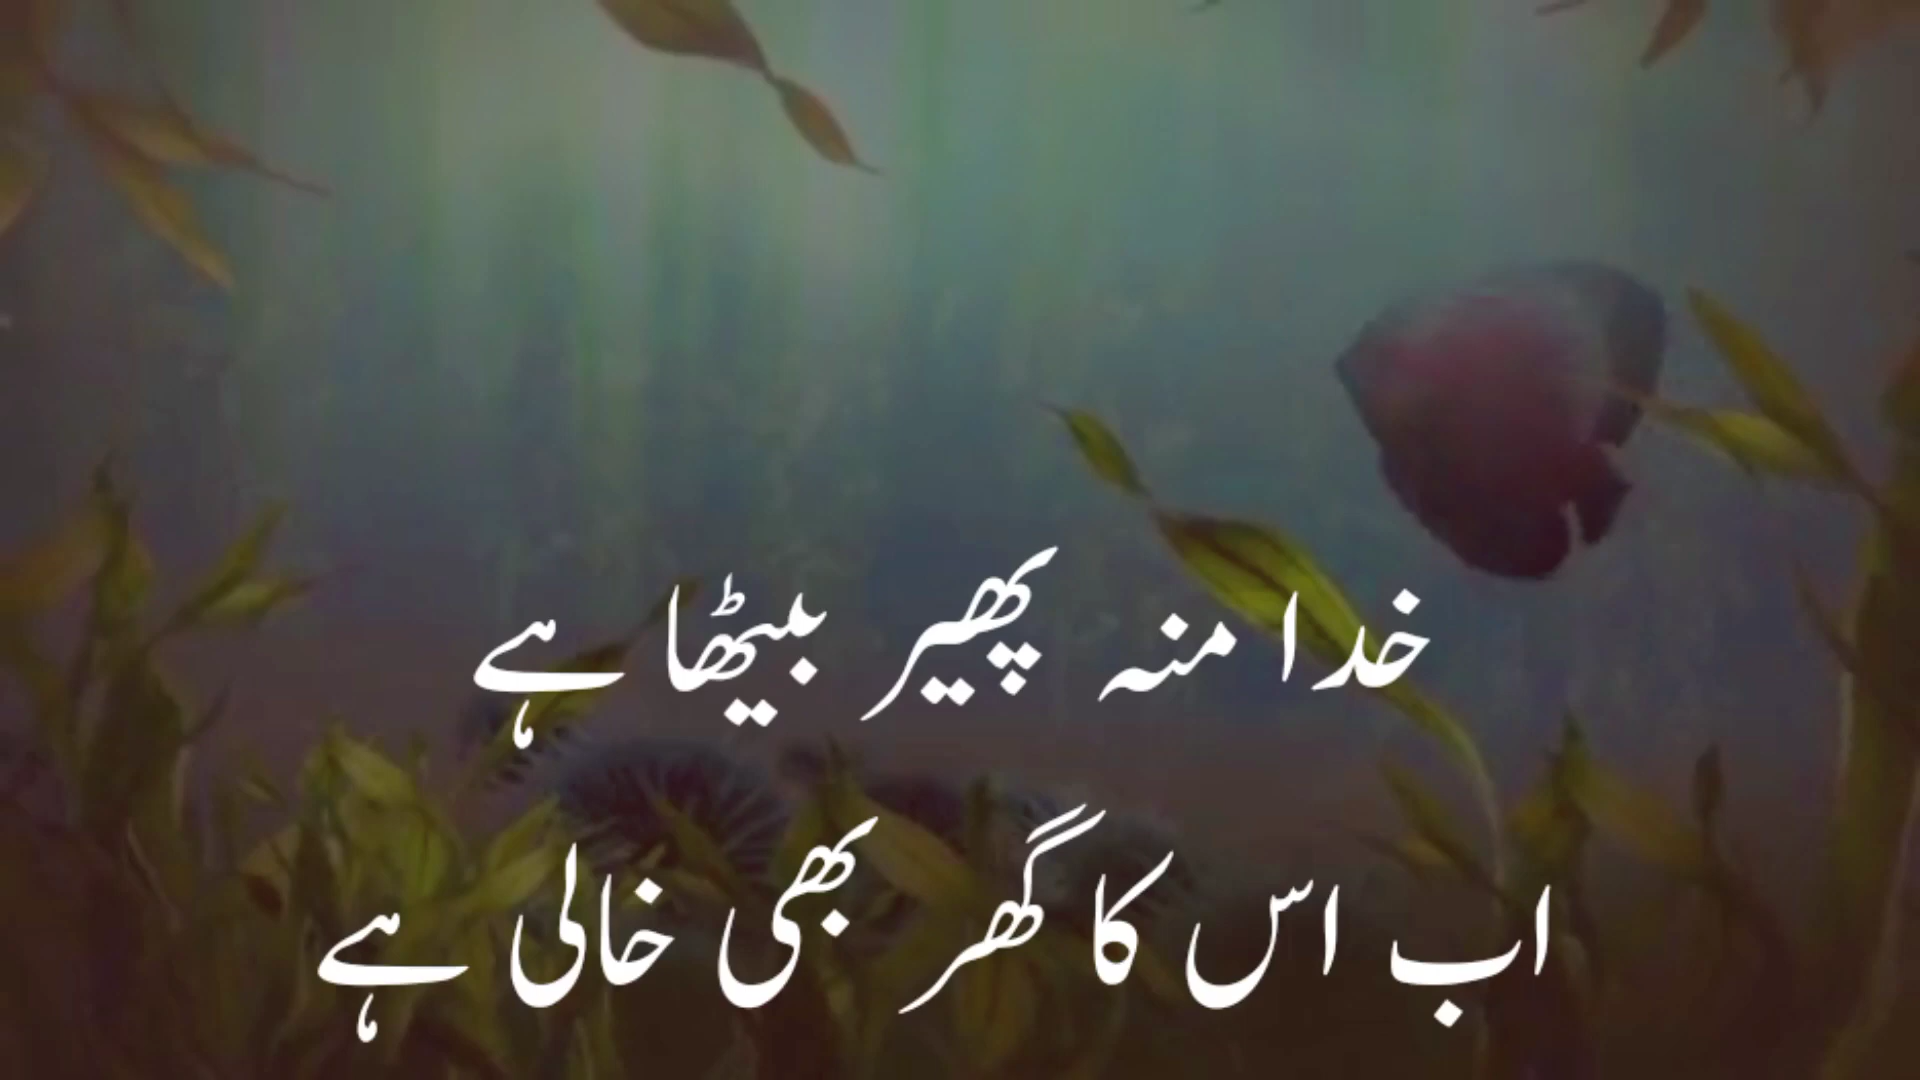 خدا منہ پھیر بیٹھا ہے
اب اس کا گھر بھی خالی ہے